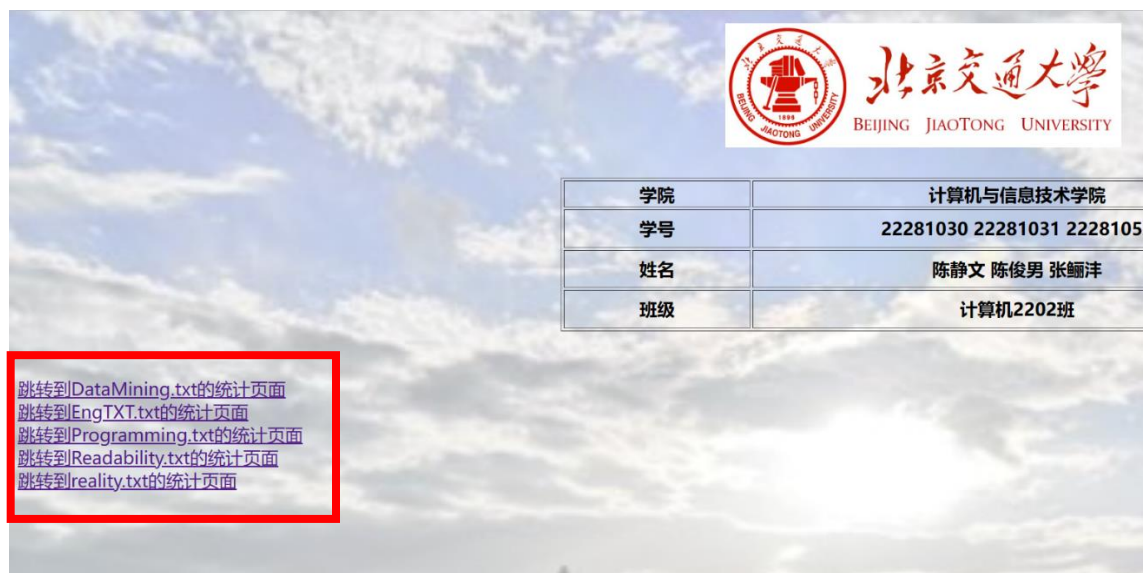 北京交通大學
BEIJING JIAOTONG UNIVERSITY
1896
北京交通大学
BEIJING JIAOTONG UNIVERSITY
学院 计算机与信息技术学院
学号 22281030 22281031 2228105
姓名 陈静文 陈俊男 张鲡沣
班级 计算机2202班
跳转到DataMining.txt的统计页面
跳转到EngTXT.txt的统计页面
跳转到Programming.txt的统计页面
跳转到Readability.txt的统计页面
跳转到reality.txt的统计页面